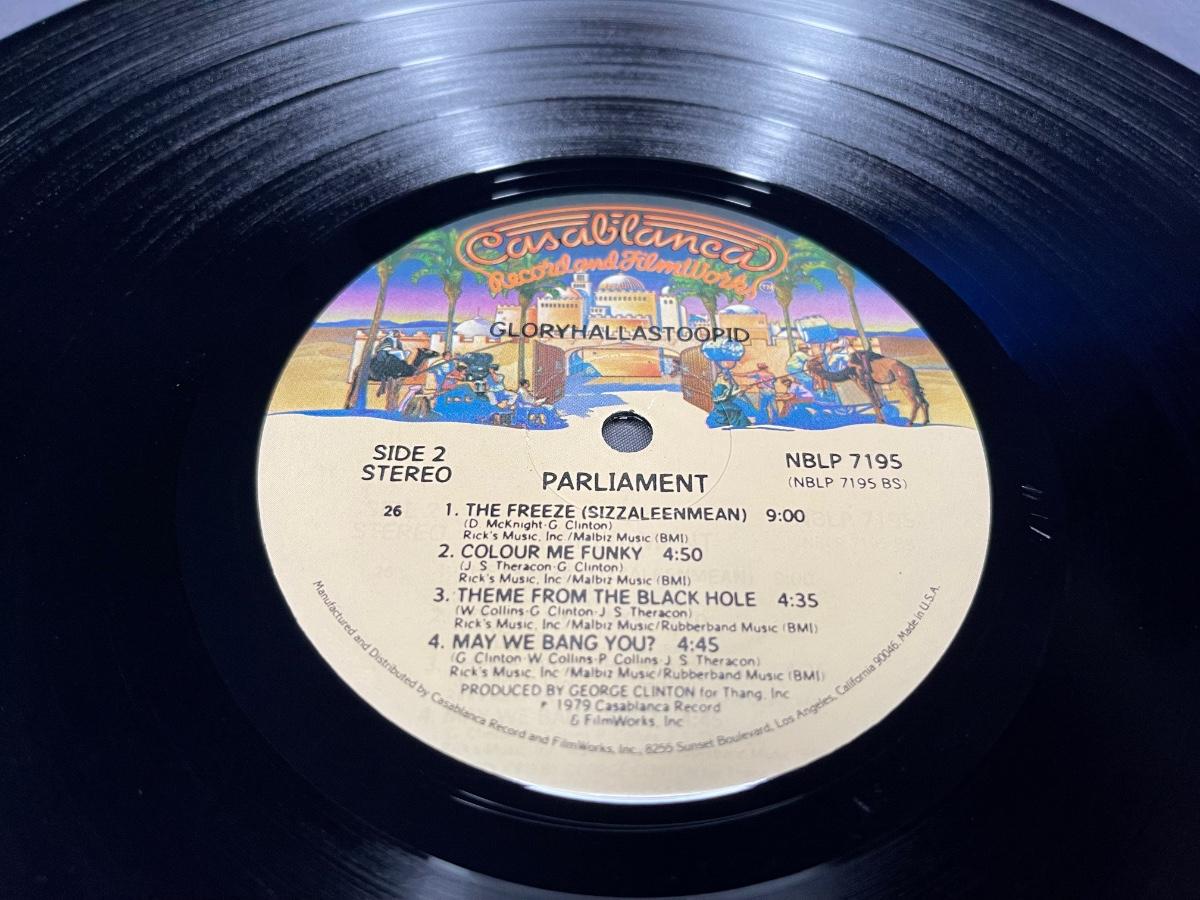 Casablanca
Record and FilmWorks TM
GLORYHALLASTOOPID
SIDE 2
STEREO
PARLIAMENT
NBLP 7195
(NBLP 7195 BS)
26 1. THE FREEZE (SIZZALEENMEAN) 9:00
(D. McKnight-G. Clinton)
Rick's Music, Inc /Malbiz Music (BMI)
2. COLOUR ME FUNKY 4:50
(J. S. Theracon-G. Clinton)
Rick's Music, Inc /Malbiz Music (BMI)
3. THEME FROM THE BLACK HOLE 4:35
(W. Collins-G. Clinton-J. S. Theracon)
Rick's Music, Inc /Malbiz Music/Rubberband Music (BMI)
4. MAY WE BANG YOU? 4:45
(G. Clinton-W. Collins-P. Collins-J. S. Theracon)
Rick's Music, Inc /Malbiz Music/Rubberband Music (BMI)
PRODUCED BY GEORGE CLINTON for Thang, Inc
℗ 1979 Casablanca Record
& FilmWorks, Inc
Manufactured and Distributed by Casablanca Record and FilmWorks, Inc., 8255 Sunset Boulevard, Los Angeles, California 90046. Made in U.S.A.